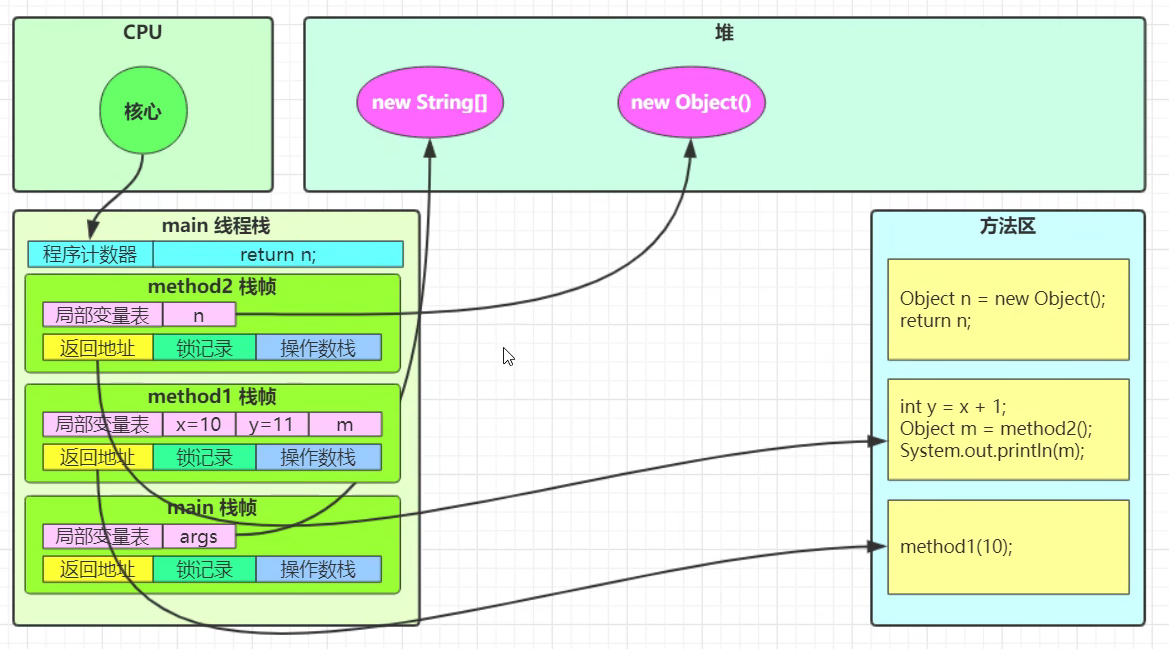 CPU
核心
堆
new String[]
new Object()
main 线程栈
程序计数器
return n;
method2 栈帧
局部变量表
n
返回地址
锁记录
操作数栈
method1 栈帧
局部变量表
x=10
y=11
m
返回地址
锁记录
操作数栈
main 栈帧
局部变量表
args
返回地址
锁记录
操作数栈
方法区
Object n = new Object();
return n;
int y = x + 1;
Object m = method2();
System.out.println(m);
method1(10);